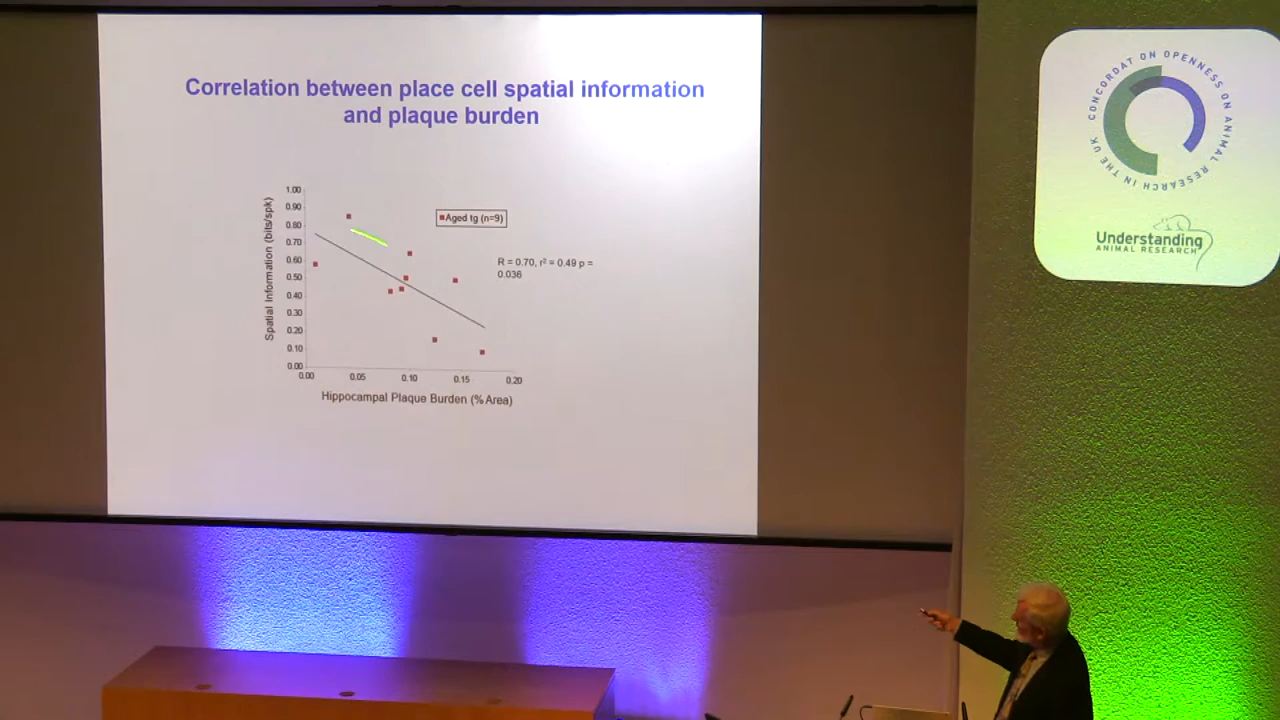 Correlation between place cell spatial information
and plaque burden
Spatial Information (bits/spk)
1.00
0.90
0.80
0.70
0.60
0.50
0.40
0.30
0.20
0.10
0.00
0.00
0.05
0.10
0.15
0.20
Hippocampal Plaque Burden (% Area)
Aged tg (n=9)
R = 0.70, r² = 0.49 p =
0.036
CONCORDAT ON OPENNESS ON ANIMAL RESEARCH IN THE UK
Understanding
ANIMAL RESEARCH